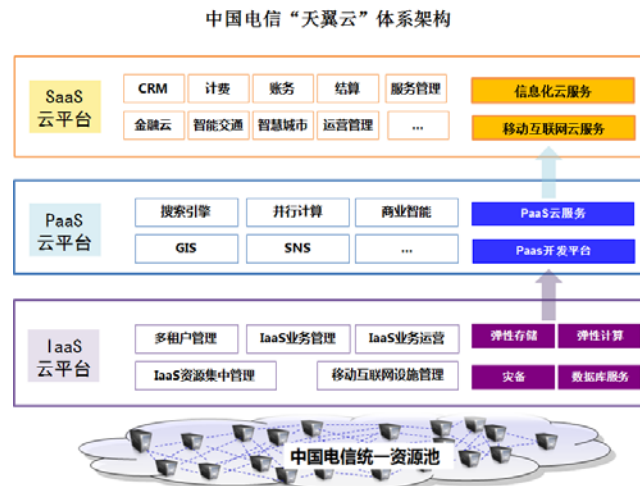 中国电信“天翼云”体系架构
SaaS
云平台
CRM
计费
账务
结算
服务管理
信息化云服务
金融云
智能交通
智慧城市
运营管理
...
移动互联网云服务
PaaS
云平台
搜索引擎
并行计算
商业智能
PaaS云服务
GIS
SNS
...
Paas开发平台
IaaS
云平台
多租户管理
IaaS业务管理
IaaS业务运营
弹性存储
弹性计算
IaaS资源集中管理
移动互联网设施管理
灾备
数据库服务
中国电信统一资源池